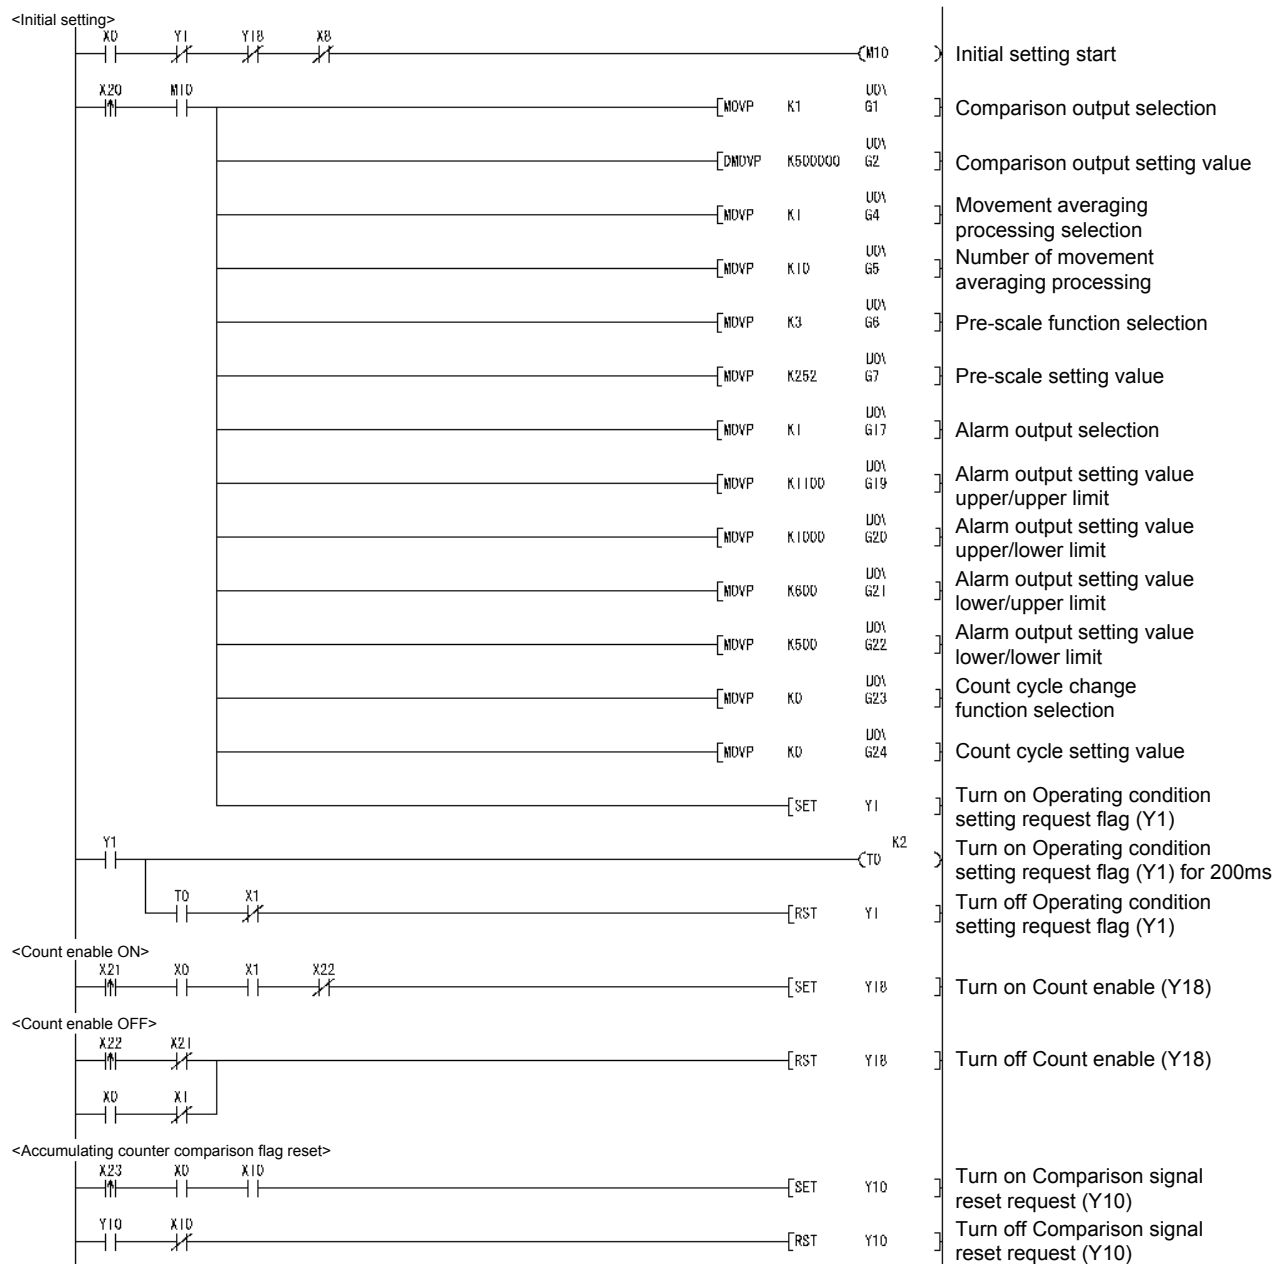 <Initial setting>
X0 Y1 Y18 X8
(M10 ) Initial setting start
X20 M10 U0\
[MOVP K1 G1 ] Comparison output selection
U0\
[DMOVP K500000 G2 ] Comparison output setting value
U0\
[MOVP K1 G4 ] Movement averaging
processing selection
U0\
[MOVP K10 G5 ] Number of movement
averaging processing
U0\
[MOVP K3 G6 ] Pre-scale function selection
U0\
[MOVP K252 G7 ] Pre-scale setting value
U0\
[MOVP K1 G17 ] Alarm output selection
U0\
[MOVP K1100 G19 ] Alarm output setting value
upper/upper limit
U0\
[MOVP K1000 G20 ] Alarm output setting value
upper/lower limit
U0\
[MOVP K600 G21 ] Alarm output setting value
lower/upper limit
U0\
[MOVP K500 G22 ] Alarm output setting value
lower/lower limit
U0\
[MOVP K0 G23 ] Count cycle change
function selection
U0\
[MOVP K0 G24 ] Count cycle setting value
[SET Y1 ] Turn on Operating condition
setting request flag (Y1)
Y1 K2
(T0 ) Turn on Operating condition
setting request flag (Y1) for 200ms
T0 X1
[RST Y1 ] Turn off Operating condition
setting request flag (Y1)
<Count enable ON>
X21 X0 X1 X22
[SET Y18 ] Turn on Count enable (Y18)
<Count enable OFF>
X22 X21
[RST Y18 ] Turn off Count enable (Y18)
X0 X1
<Accumulating counter comparison flag reset>
X23 X0 X10
[SET Y10 ] Turn on Comparison signal
reset request (Y10)
Y10 X10
[RST Y10 ] Turn off Comparison signal
reset request (Y10)